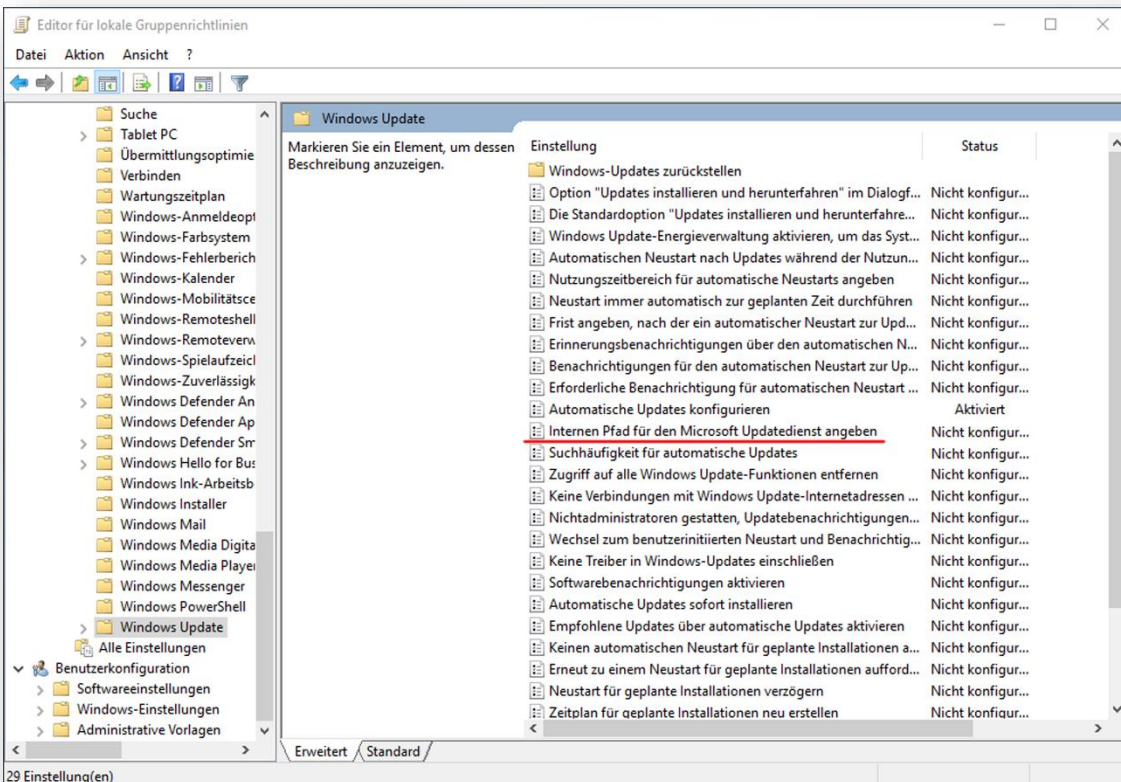 Editor für lokale Gruppenrichtlinien
Datei Aktion Ansicht ?
Suche
Tablet PC
Übermittlungsoptimie
Verbinden
Wartungszeitplan
Windows-Anmeldeopt
Windows-Farbsystem
Windows-Fehlerberich
Windows-Kalender
Windows-Mobilitätsce
Windows-Remoteshell
Windows-Remoteverw
Windows-Spielaufzeicl
Windows-Zuverlässigk
Windows Defender An
Windows Defender Ap
Windows Defender Sm
Windows Hello for Bus
Windows Ink-Arbeitsb
Windows Installer
Windows Mail
Windows Media Digita
Windows Media Player
Windows Messenger
Windows PowerShell
Windows Update
Alle Einstellungen
Benutzerkonfiguration
Softwareeinstellungen
Windows-Einstellungen
Administrative Vorlagen
Windows Update
Markieren Sie ein Element, um dessen
Beschreibung anzuzeigen.
Einstellung Status
Windows-Updates zurückstellen
Option "Updates installieren und herunterfahren" im Dialogf... Nicht konfigur...
Die Standardoption "Updates installieren und herunterfahre... Nicht konfigur...
Windows Update-Energieverwaltung aktivieren, um das Syst... Nicht konfigur...
Automatischen Neustart nach Updates während der Nutzun... Nicht konfigur...
Nutzungszeitbereich für automatische Neustarts angeben Nicht konfigur...
Neustart immer automatisch zur geplanten Zeit durchführen Nicht konfigur...
Frist angeben, nach der ein automatischer Neustart zur Upd... Nicht konfigur...
Erinnerungsbenachrichtigungen über den automatischen N... Nicht konfigur...
Benachrichtigungen für den automatischen Neustart zur Up... Nicht konfigur...
Erforderliche Benachrichtigung für automatischen Neustart ... Nicht konfigur...
Automatische Updates konfigurieren Aktiviert
Internen Pfad für den Microsoft Updatedienst angeben Nicht konfigur...
Suchhäufigkeit für automatische Updates Nicht konfigur...
Zugriff auf alle Windows Update-Funktionen entfernen Nicht konfigur...
Keine Verbindungen mit Windows Update-Internetadressen ... Nicht konfigur...
Nichtadministratoren gestatten, Updatebenachrichtigungen... Nicht konfigur...
Wechsel zum benutzerinitiierten Neustart und Benachrichtig... Nicht konfigur...
Keine Treiber in Windows-Updates einschließen Nicht konfigur...
Softwarebenachrichtigungen aktivieren Nicht konfigur...
Automatische Updates sofort installieren Nicht konfigur...
Empfohlene Updates über automatische Updates aktivieren Nicht konfigur...
Keinen automatischen Neustart für geplante Installationen a... Nicht konfigur...
Erneut zu einem Neustart für geplante Installationen aufford... Nicht konfigur...
Neustart für geplante Installationen verzögern Nicht konfigur...
Zeitplan für geplante Installationen neu erstellen Nicht konfigur...
Erweitert Standard
29 Einstellung(en)